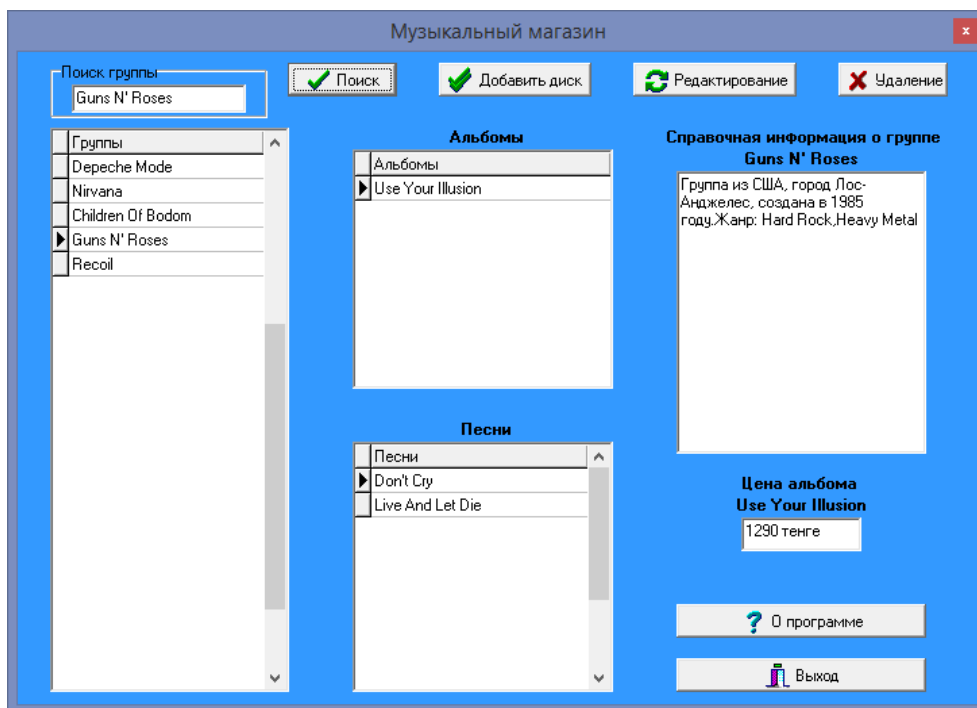 Музыкальный магазин
x
Поиск группы
Guns N' Roses
Поиск
Добавить диск
Редактирование
Удаление
Группы
Depeche Mode
Nirvana
Children Of Bodom
Guns N' Roses
Recoil
Альбомы
Альбомы
Use Your Illusion
Песни
Песни
Don't Cry
Live And Let Die
Справочная информация о группе
Guns N' Roses
Группа из США, город Лос-
Анджелес, создана в 1985
году.Жанр: Hard Rock,Heavy Metal
Цена альбома
Use Your Illusion
1290 тенге
? О программе
Выход